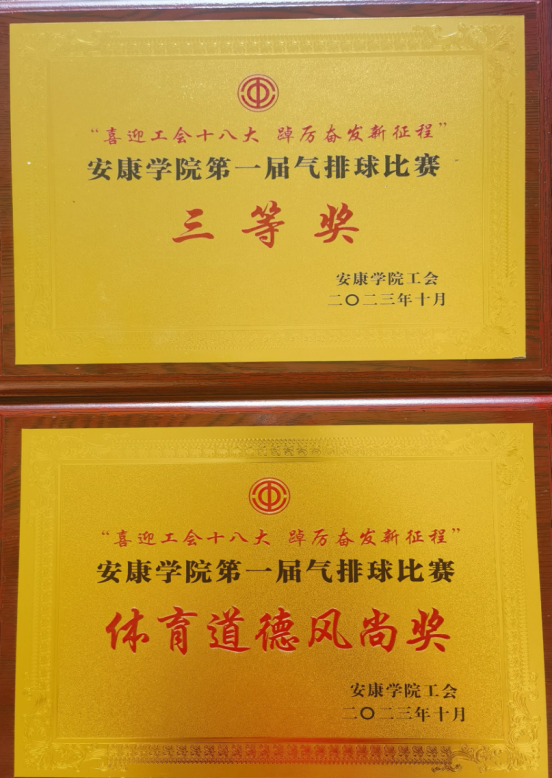 “喜迎工会十八大 踔厉奋发新征程”
安康学院第一届气排球比赛
三等奖
安康学院工会
二〇二三年十月
“喜迎工会十八大 踔厉奋发新征程”
安康学院第一届气排球比赛
体育道德风尚奖
安康学院工会
二〇二三年十月